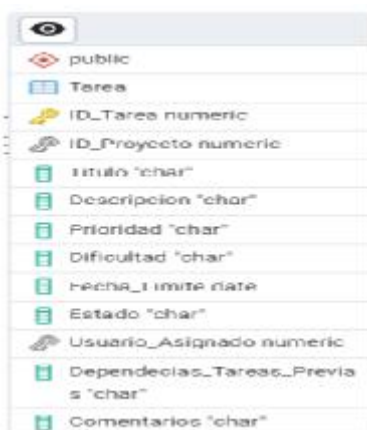 public
Tarea
ID_Tarea numeric
ID_Proyecto numeric
Titulo "char"
Descripcion "char"
Prioridad "char"
Dificultad "char"
Fecha_Limite date
Estado "char"
Usuario_Asignado numeric
Dependecias_Tareas_Previa
s "char"
Comentarios "char"